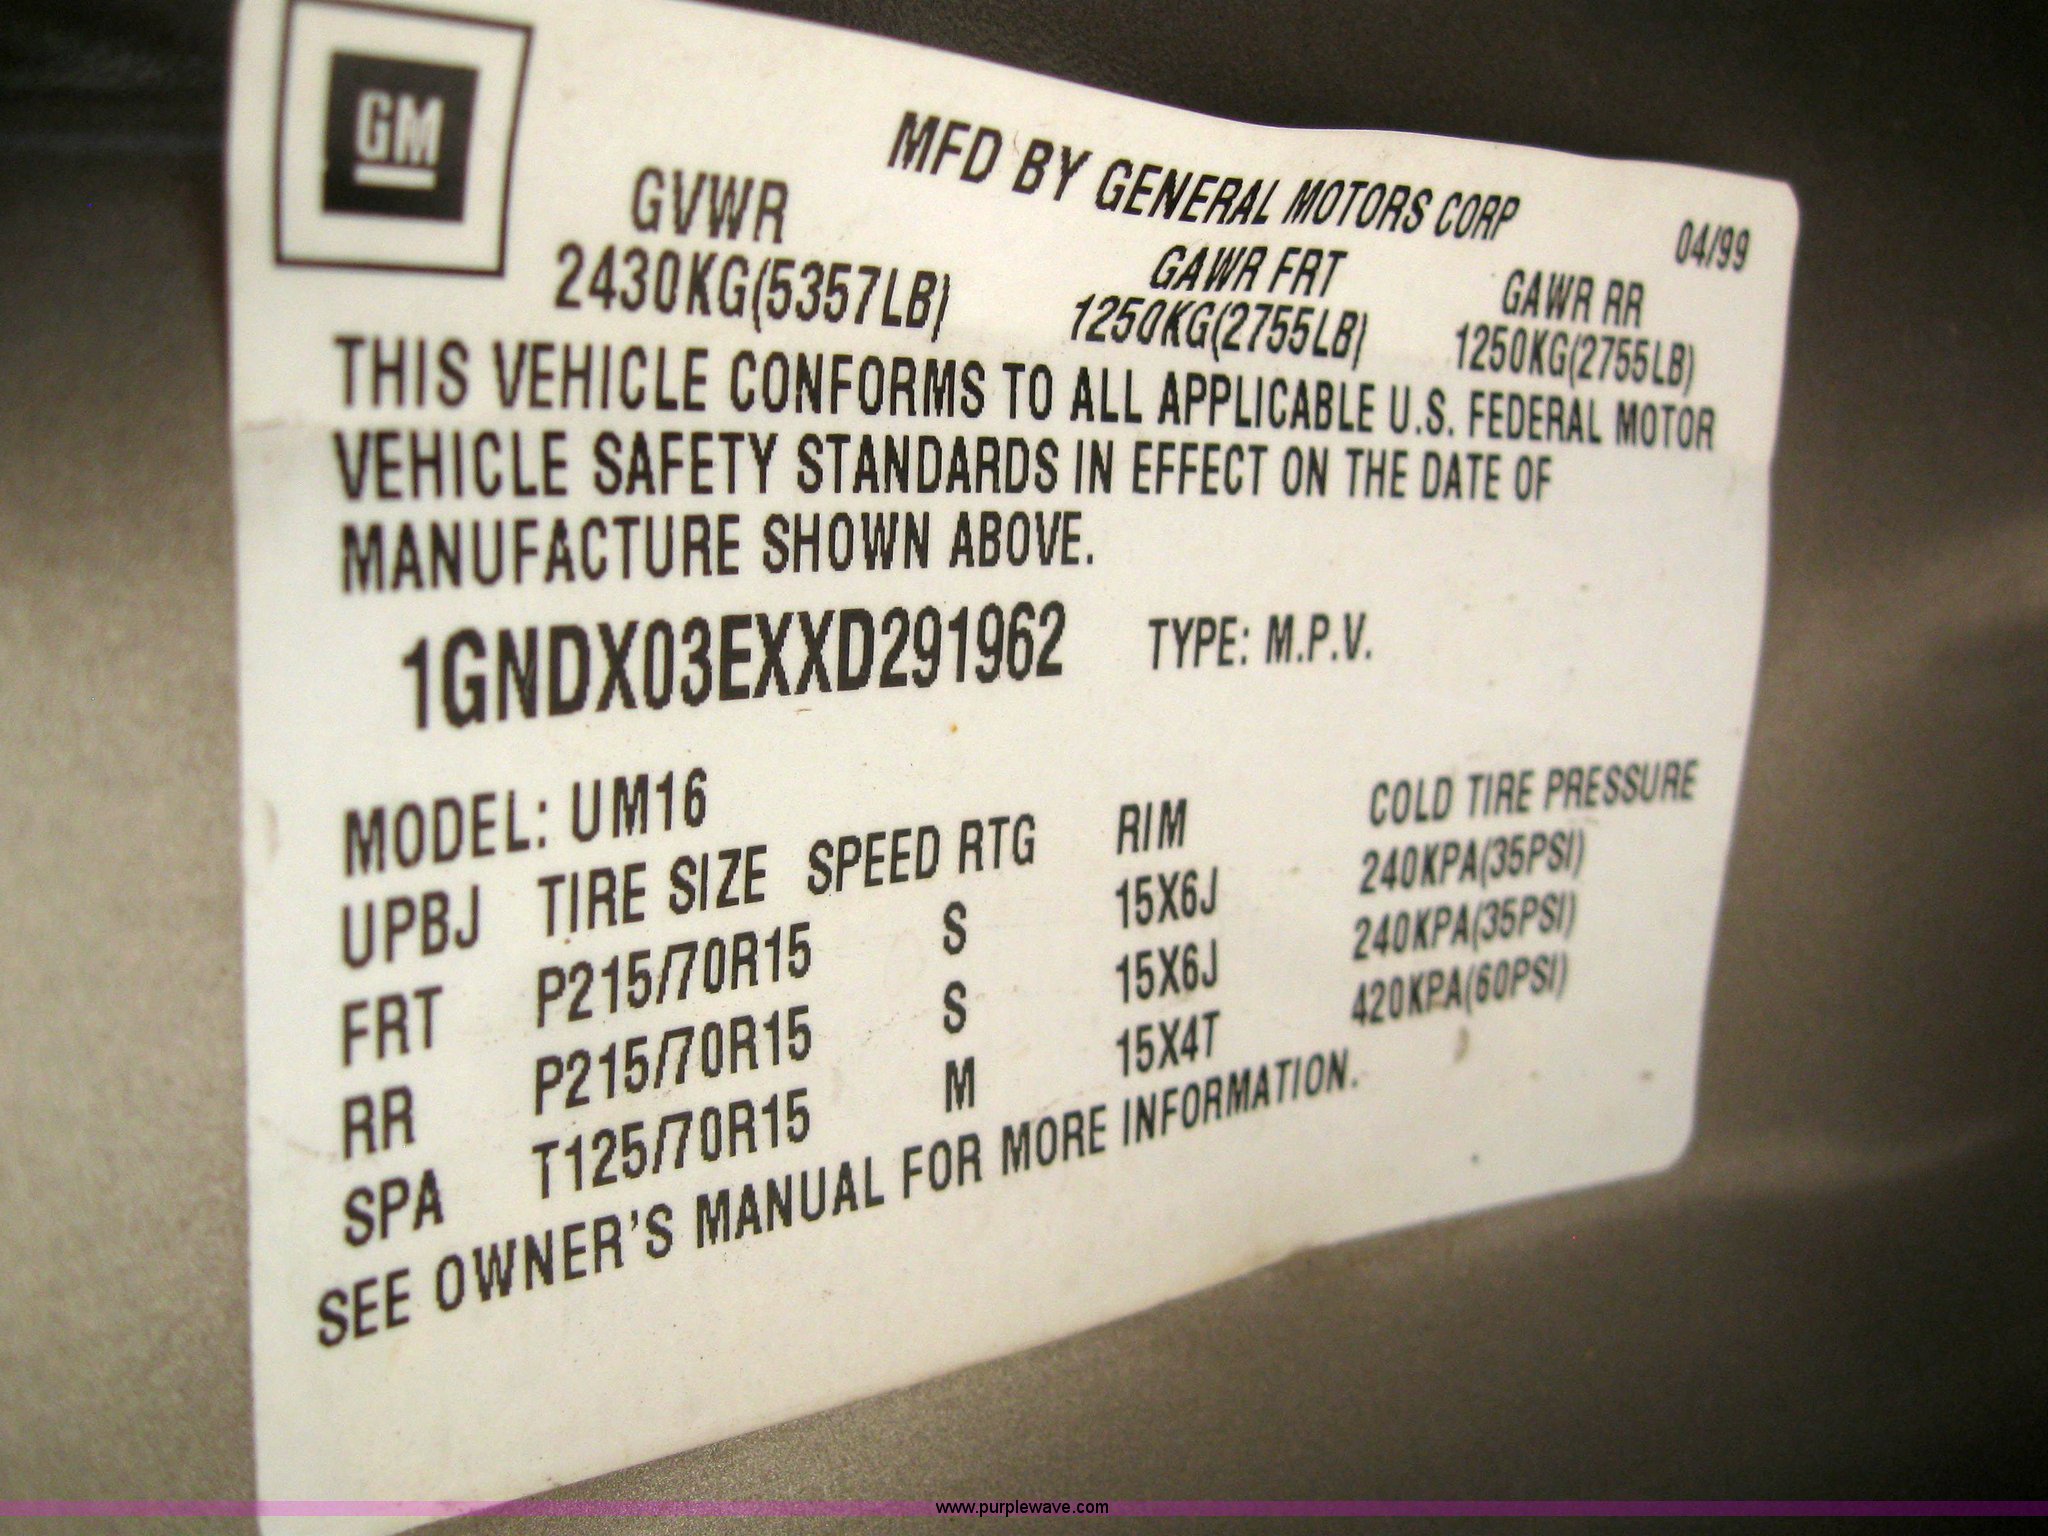 GM
MFD BY GENERAL MOTORS CORP 04/99
GVWR GAWR FRT GAWR RR
2430KG(5357LB) 1250KG(2755LB) 1250KG(2755LB)
THIS VEHICLE CONFORMS TO ALL APPLICABLE U.S. FEDERAL MOTOR
VEHICLE SAFETY STANDARDS IN EFFECT ON THE DATE OF
MANUFACTURE SHOWN ABOVE.
1GNDX03EXXD291962 TYPE: M.P.V.
MODEL: UM16
UPBJ TIRE SIZE SPEED RTG RIM COLD TIRE PRESSURE
FRT P215/70R15 S 15X6J 240KPA(35PSI)
RR P215/70R15 S 15X6J 240KPA(35PSI)
SPA T125/70R15 M 15X4T 420KPA(60PSI)
SEE OWNER'S MANUAL FOR MORE INFORMATION.
www.purplewave.com